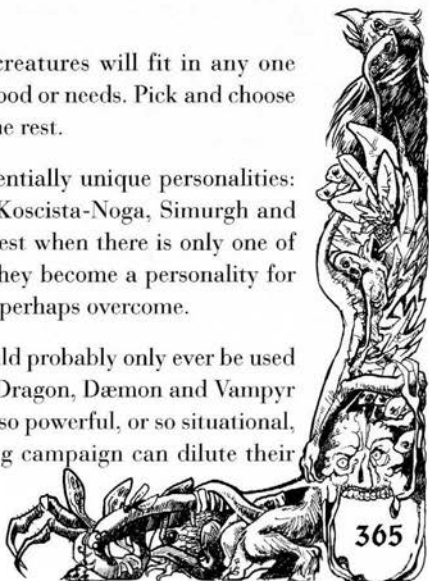 creatures will fit in any one
ood or needs. Pick and choose
ne rest.
entially unique personalities:
Koscista-Noga, Simurgh and
est when there is only one of
they become a personality for
perhaps overcome.
ld probably only ever be used
Dragon, Dæmon and Vampyr
so powerful, or so situational,
g campaign can dilute their
365